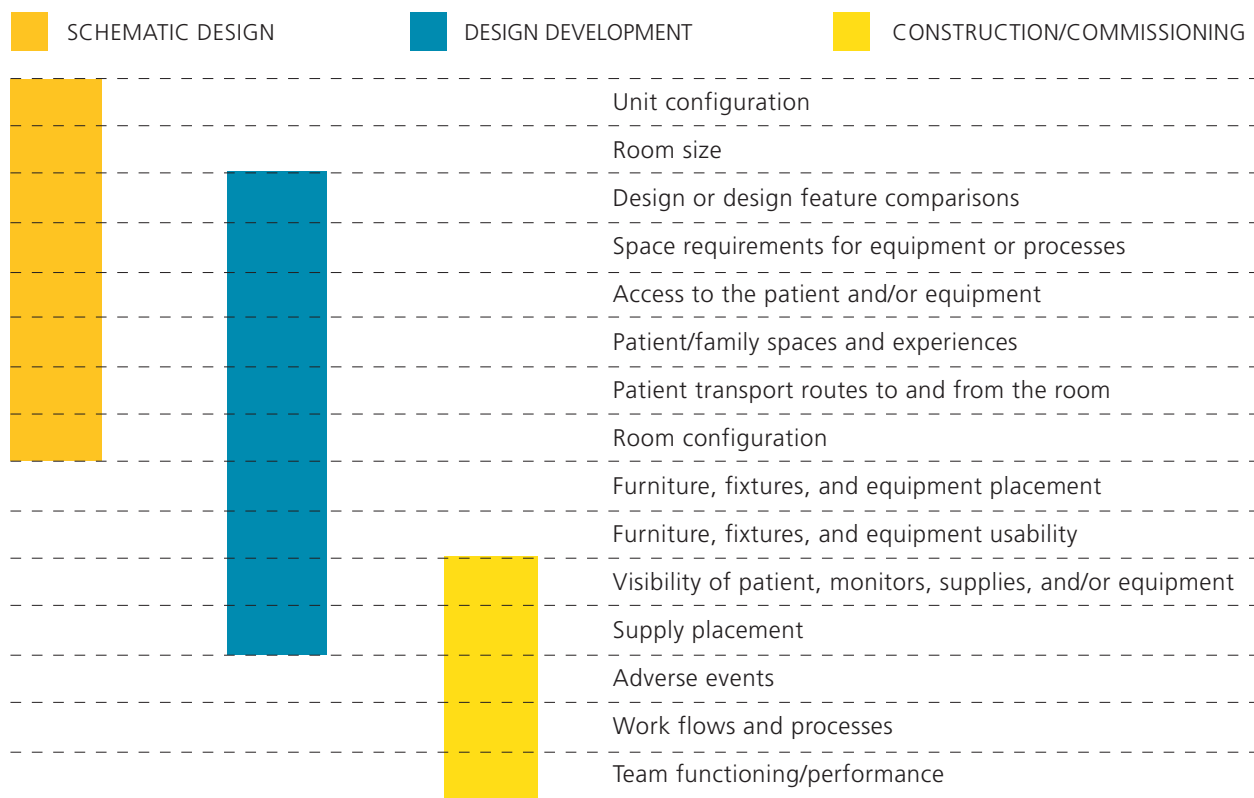 SCHEMATIC DESIGN
DESIGN DEVELOPMENT
CONSTRUCTION/COMMISSIONING
Unit configuration
Room size
Design or design feature comparisons
Space requirements for equipment or processes
Access to the patient and/or equipment
Patient/family spaces and experiences
Patient transport routes to and from the room
Room configuration
Furniture, fixtures, and equipment placement
Furniture, fixtures, and equipment usability
Visibility of patient, monitors, supplies, and/or equipment
Supply placement
Adverse events
Work flows and processes
Team functioning/performance